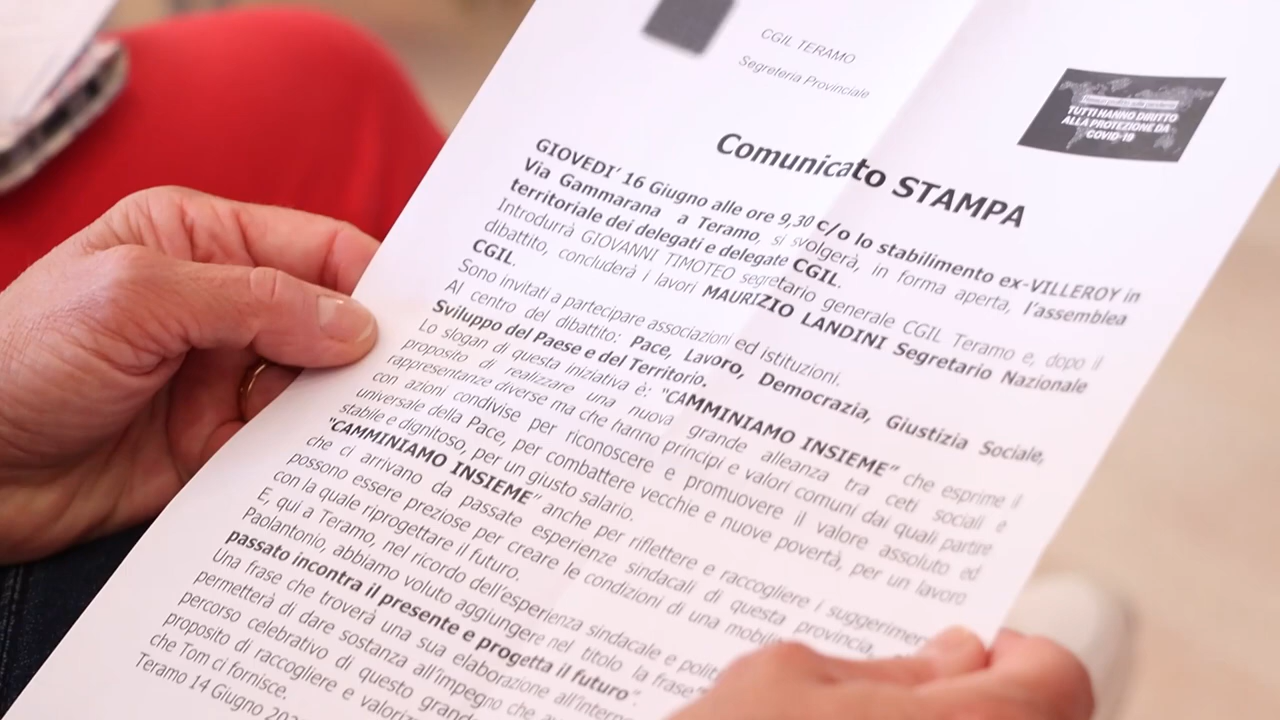 CGIL TERAMO
Segreteria Provinciale
TUTTI HANNO DIRITTO
ALLA PROTEZIONE DA
COVID-19
Comunicato STAMPA
GIOVEDI’ 16 Giugno alle ore 9,30 c/o lo stabilimento ex-VILLEROY in
Via Gammarana a Teramo, si svolgerà, in forma aperta, l’assemblea
territoriale dei delegati e delegate CGIL.
Introdurrà GIOVANNI TIMOTEO segretario generale CGIL Teramo e, dopo il
dibattito, concluderà i lavori MAURIZIO LANDINI Segretario Nazionale
CGIL.
Sono invitati a partecipare associazioni ed istituzioni.
Al centro del dibattito: Pace, Lavoro, Democrazia, Giustizia Sociale,
Sviluppo del Paese e del Territorio.
Lo slogan di questa iniziativa è: “CAMMINIAMO INSIEME” che esprime il
proposito di realizzare una nuova grande alleanza tra ceti sociali e
rappresentanze diverse ma che hanno principi e valori comuni dai quali partire
con azioni condivise per riconoscere e promuovere il valore assoluto ed
universale della Pace, per combattere vecchie e nuove povertà, per un lavoro
stabile e dignitoso, per un giusto salario.
“CAMMINIAMO INSIEME” anche per riflettere e raccogliere i suggerimen
che ci arrivano da passate esperienze sindacali di questa provincia,
possono essere preziose per creare le condizioni di una mobilit
con la quale riprogettare il futuro.
E, qui a Teramo, nel ricordo dell’esperienza sindacale e polit
Paolantonio, abbiamo voluto aggiungere nel titolo la frase”
passato incontra il presente e progetta il futuro”.
Una frase che troverà una sua elaborazione all’intern
permetterà di dare sostanza all’impegno che a
percorso celebrativo di questo grand
proposito di raccogliere e valoriz
che Tom ci fornisce.
Teramo 14 Giugno 20